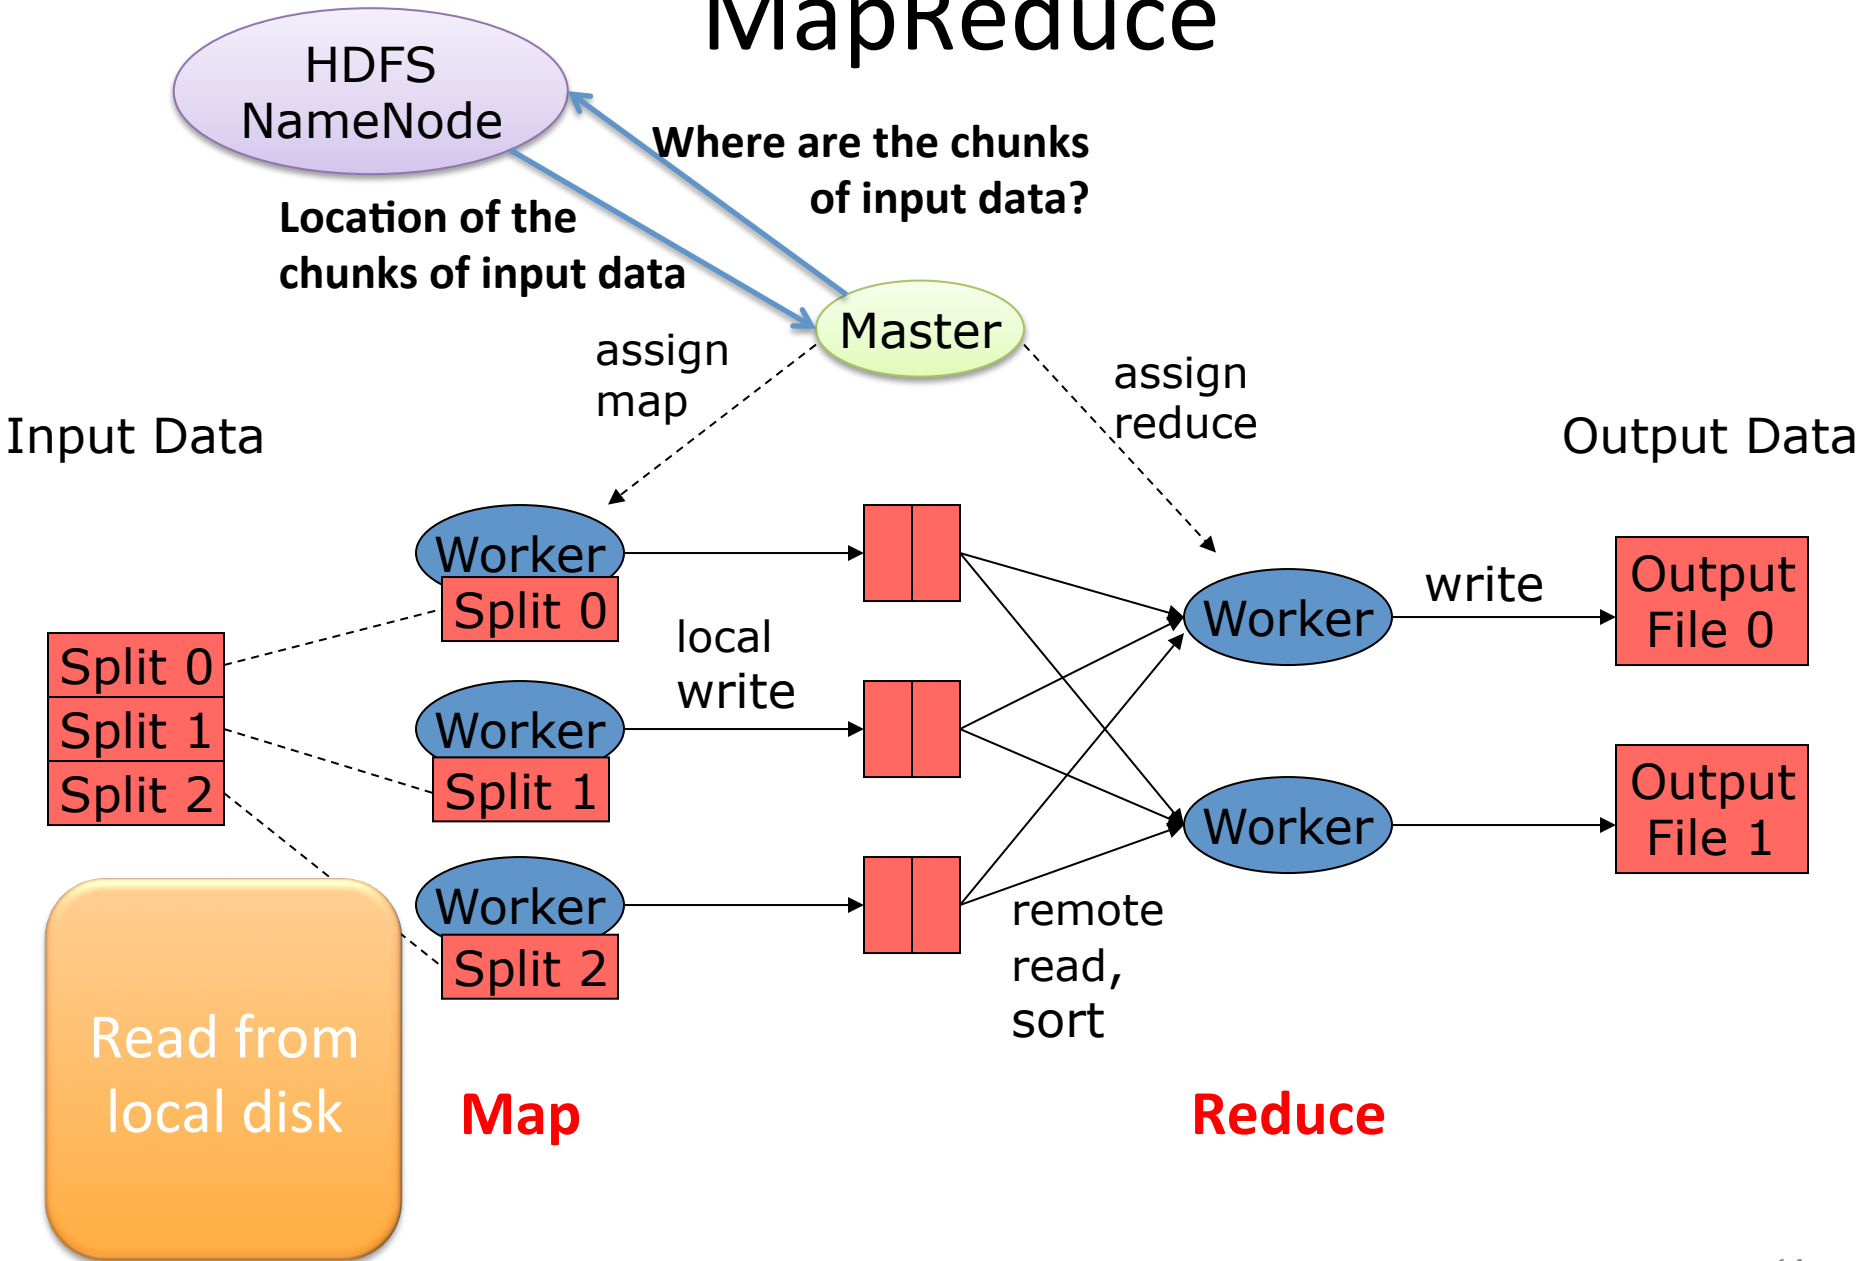 MapReduce
HDFS
NameNode
Where are the chunks
of input data?
Location of the
chunks of input data
Master
assign
map
assign
reduce
Input Data
Output Data
Worker
Split 0
Worker
Split 1
Worker
Split 2
Split 0
Split 1
Split 2
local
write
Worker
Worker
write
Output
File 0
Output
File 1
remote
read,
sort
Read from
local disk
Map
Reduce